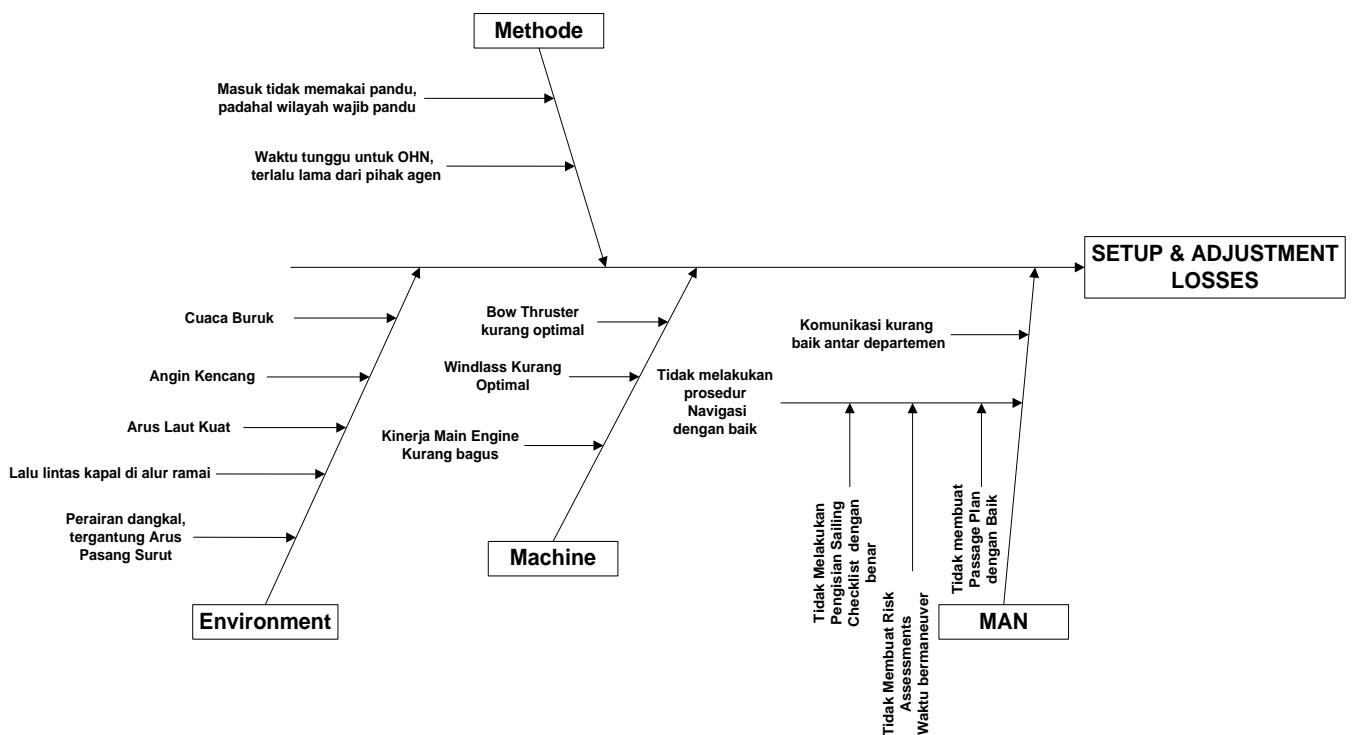 Methode
Masuk tidak memakai pandu,
padahal wilayah wajib pandu
Waktu tunggu untuk OHN,
terlalu lama dari pihak agen
SETUP & ADJUSTMENT
LOSSES
Cuaca Buruk
Angin Kencang
Arus Laut Kuat
Lalu lintas kapal di alur ramai
Perairan dangkal,
tergantung Arus
Pasang Surut
Environment
Bow Thruster
kurang optimal
Windlass Kurang
Optimal
Kinerja Main Engine
Kurang bagus
Machine
Komunikasi kurang
baik antar departemen
Tidak melakukan
prosedur
Navigasi
dengan baik
Tidak Melakukan
Pengisian Sailing
Checklist dengan
benar
Tidak Membuat Risk
Assessments
Waktu bermaneuver
Tidak membuat
Passage Plan
dengan Baik
MAN